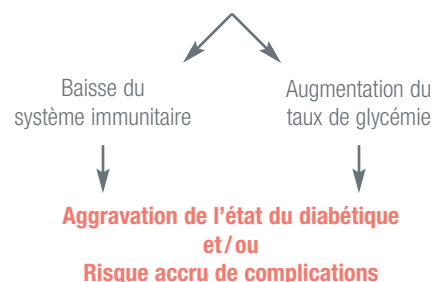 Baisse du
système immunitaire
Augmentation du
taux de glycémie
Aggravation de l’état du diabétique
et/ou
Risque accru de complications